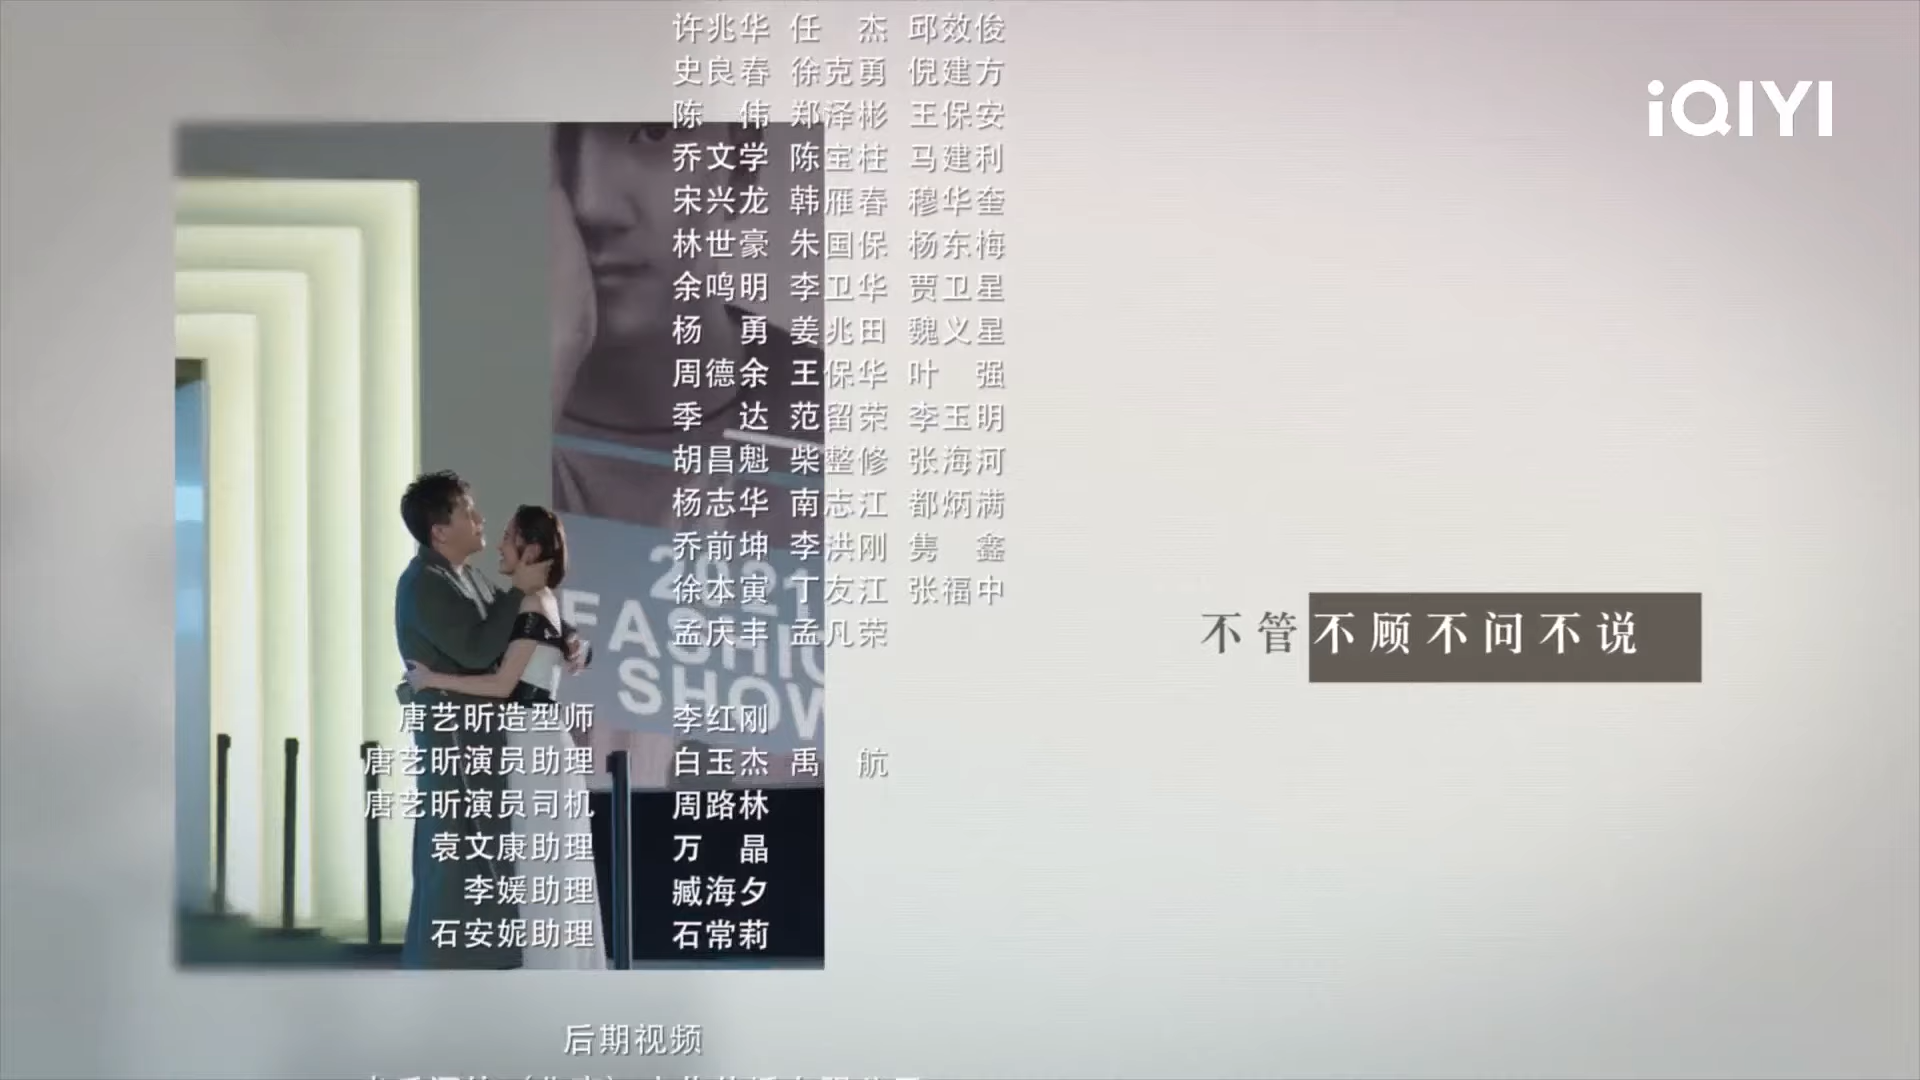 许兆华 任 杰 邱效俊
史良春 徐克勇 倪建方
iQIYI
陈 伟 郑泽彬 王保安
乔文学 陈宝柱 马建利
宋兴龙 韩雁春 穆华奎
林世豪 朱国保 杨东梅
余鸣明 李卫华 贾卫星
杨 勇 姜兆田 魏义星
周德余 王保华 叶 强
季 达 范留荣 李玉明
胡昌魁 柴整修 张海河
杨志华 南志江 都炳满
乔前坤 李洪刚 隽 鑫
徐本寅 丁友江 张福中
孟庆丰 孟凡荣
2021
FASHIO
SHOW
不管不顾不问不说
唐艺昕造型师 李红刚
唐艺昕演员助理 白玉杰 禹 航
唐艺昕演员司机 周路林
袁文康助理 万 晶
李媛助理 臧海夕
石安妮助理 石常莉
后期视频